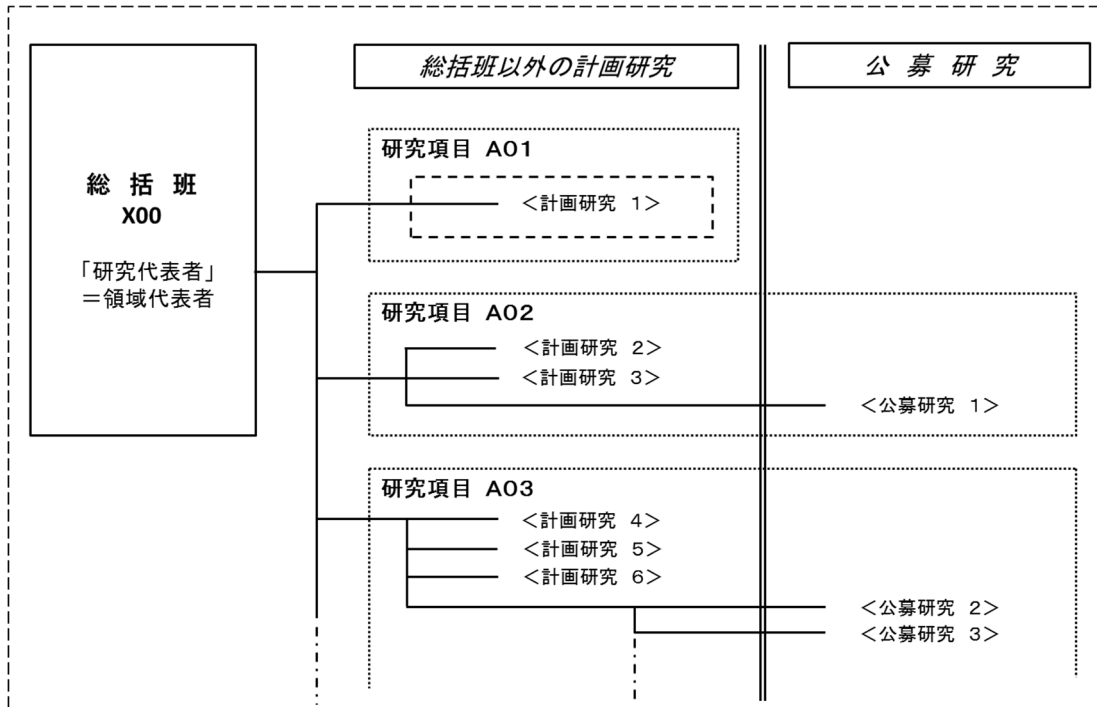 総括班以外の計画研究
公募研究
総括班
X00
「研究代表者」
＝領域代表者
研究項目 A01
＜計画研究 1＞
研究項目 A02
＜計画研究 2＞
＜計画研究 3＞
＜公募研究 1＞
研究項目 A03
＜計画研究 4＞
＜計画研究 5＞
＜計画研究 6＞
＜公募研究 2＞
＜公募研究 3＞